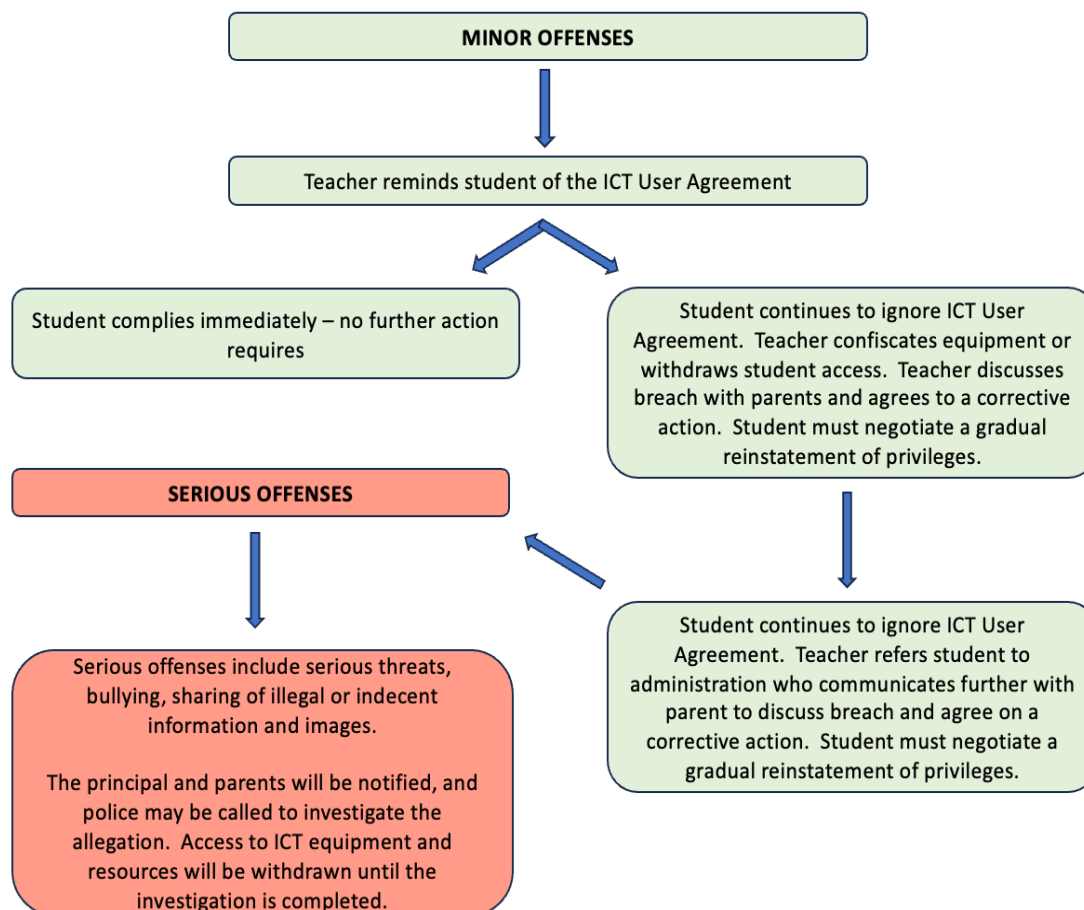 MINOR OFFENSES
Teacher reminds student of the ICT User Agreement
Student complies immediately – no further action
requires
Student continues to ignore ICT User
Agreement.  Teacher confiscates equipment or
withdraws student access.  Teacher discusses
breach with parents and agrees to a corrective
action.  Student must negotiate a gradual
reinstatement of privileges.
Student continues to ignore ICT User
Agreement.  Teacher refers student to
administration who communicates further with
parent to discuss breach and agree on a
corrective action.  Student must negotiate a
gradual reinstatement of privileges.
SERIOUS OFFENSES
Serious offenses include serious threats,
bullying, sharing of illegal or indecent
information and images.
The principal and parents will be notified, and
police may be called to investigate the
allegation.  Access to ICT equipment and
resources will be withdrawn until the
investigation is completed.